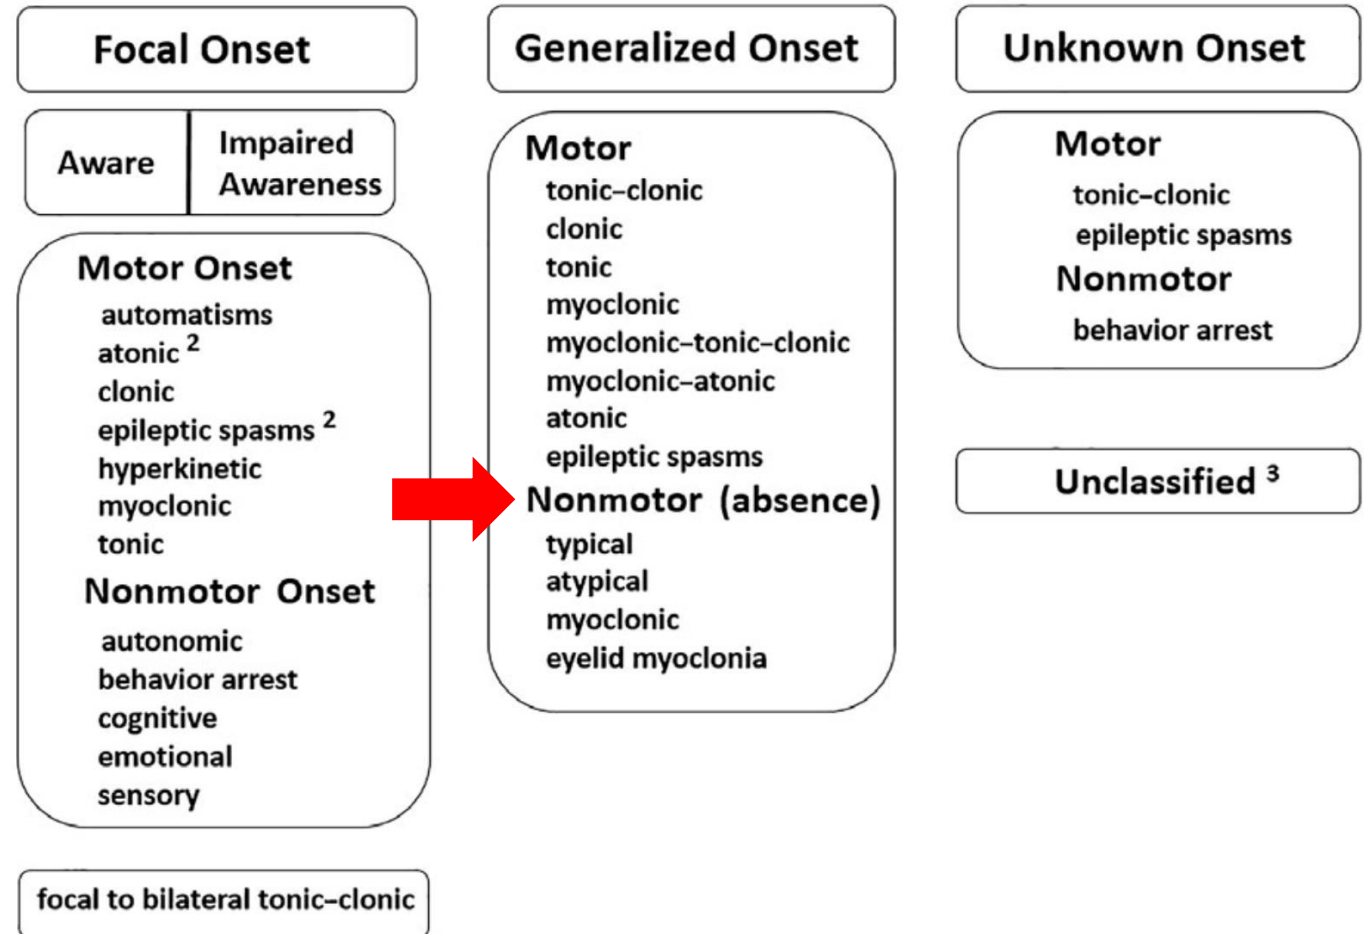 Focal Onset
Aware
Impaired
Awareness
Motor Onset
automatisms
atonic 2
clonic
epileptic spasms 2
hyperkinetic
myoclonic
tonic
Nonmotor Onset
autonomic
behavior arrest
cognitive
emotional
sensory
focal to bilateral tonic–clonic
Generalized Onset
Motor
tonic–clonic
clonic
tonic
myoclonic
myoclonic–tonic–clonic
myoclonic–atonic
atonic
epileptic spasms
Nonmotor (absence)
typical
atypical
myoclonic
eyelid myoclonia
Unknown Onset
Motor
tonic–clonic
epileptic spasms
Nonmotor
behavior arrest
Unclassified 3